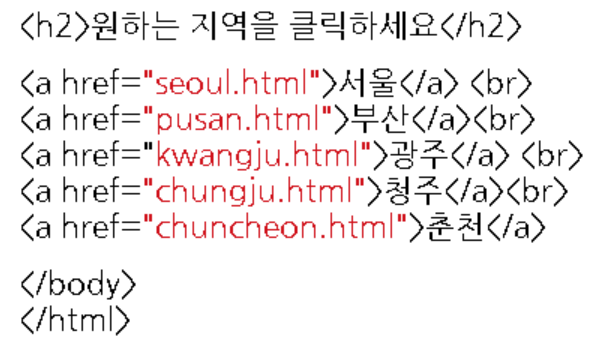 <h2>원하는 지역을 클릭하세요</h2>
<a href="seoul.html">서울</a> <br>
<a href="pusan.html">부산</a><br>
<a href="kwangju.html">광주</a> <br>
<a href="chungju.html">청주</a><br>
<a href="chuncheon.html">춘천</a>
</body>
</html>